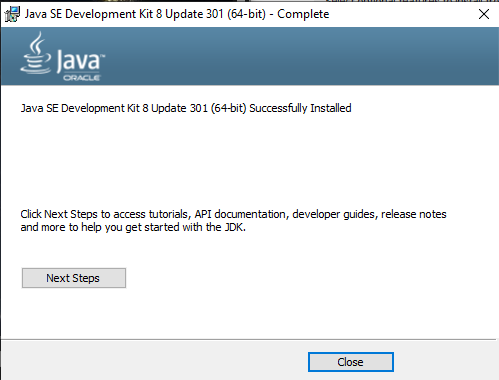 Java SE Development Kit 8 Update 301 (64-bit) - Complete
Java™
ORACLE
Java SE Development Kit 8 Update 301 (64-bit) Successfully Installed
Click Next Steps to access tutorials, API documentation, developer guides, release notes
and more to help you get started with the JDK.
Next Steps
Close